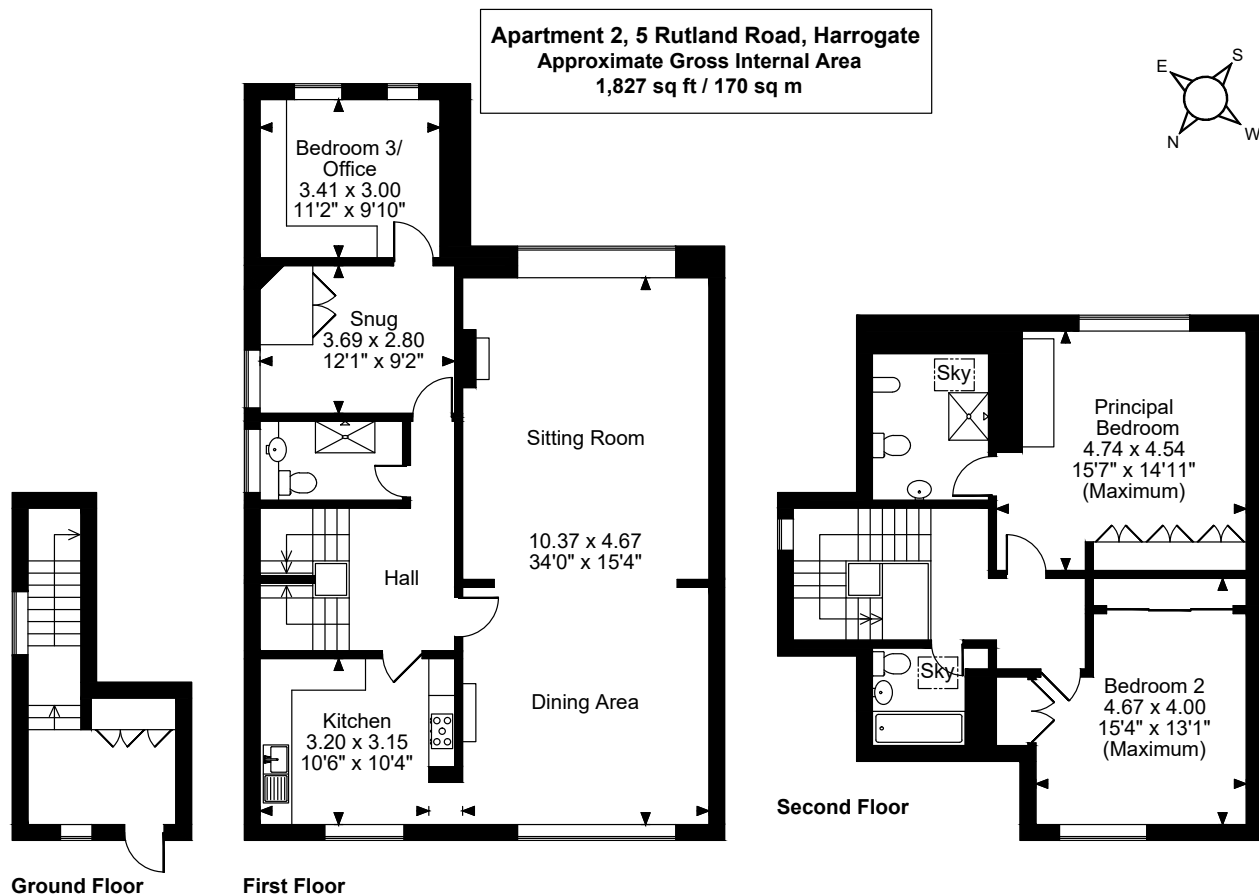 Apartment 2, 5 Rutland Road, Harrogate
Approximate Gross Internal Area
1,827 sq ft / 170 sq m
E
S
N
W
Bedroom 3/
Office
3.41 x 3.00
11'2" x 9'10"
Snug
3.69 x 2.80
12'1" x 9'2"
Sitting Room
10.37 x 4.67
34'0" x 15'4"
Hall
Dining Area
Kitchen
3.20 x 3.15
10'6" x 10'4"
Sky
Principal
Bedroom
4.74 x 4.54
15'7" x 14'11"
(Maximum)
Sky
Bedroom 2
4.67 x 4.00
15'4" x 13'1"
(Maximum)
Second Floor
Ground Floor
First Floor